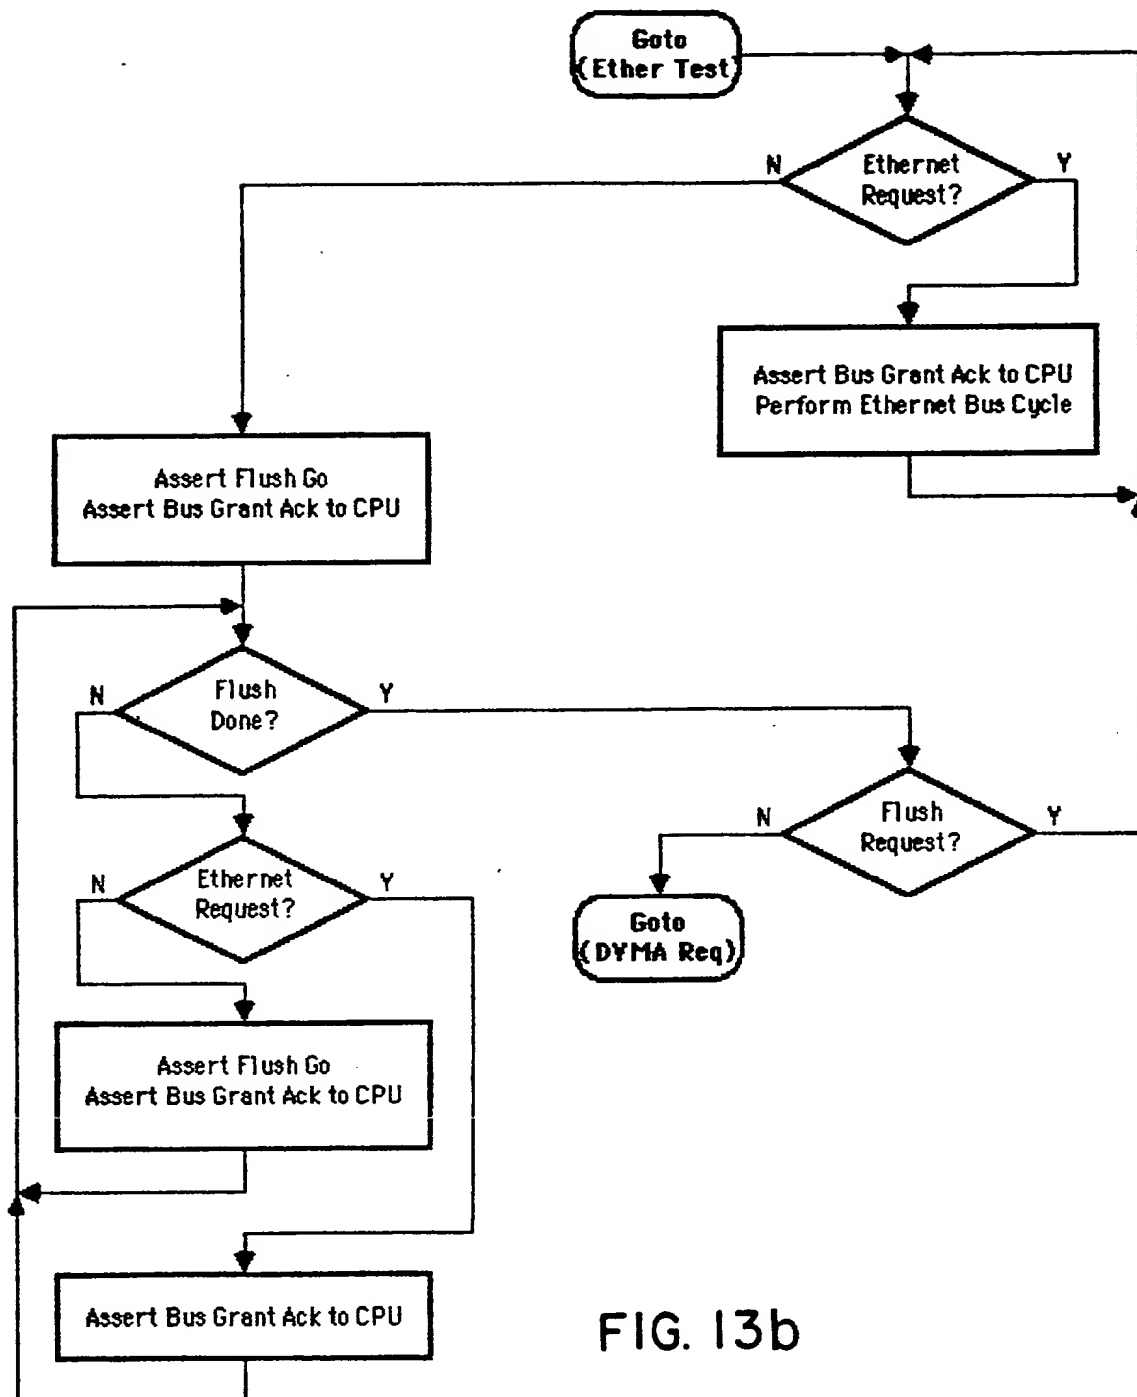 Goto
(Ether Test)
N
Ethernet
Request?
Y
Assert Bus Grant Ack to CPU
Perform Ethernet Bus Cycle
Assert Flush Go
Assert Bus Grant Ack to CPU
N
Flush
Done?
Y
N
Flush
Request?
Y
N
Ethernet
Request?
Y
Goto
(DYMA Req)
Assert Flush Go
Assert Bus Grant Ack to CPU
Assert Bus Grant Ack to CPU
FIG. 13b